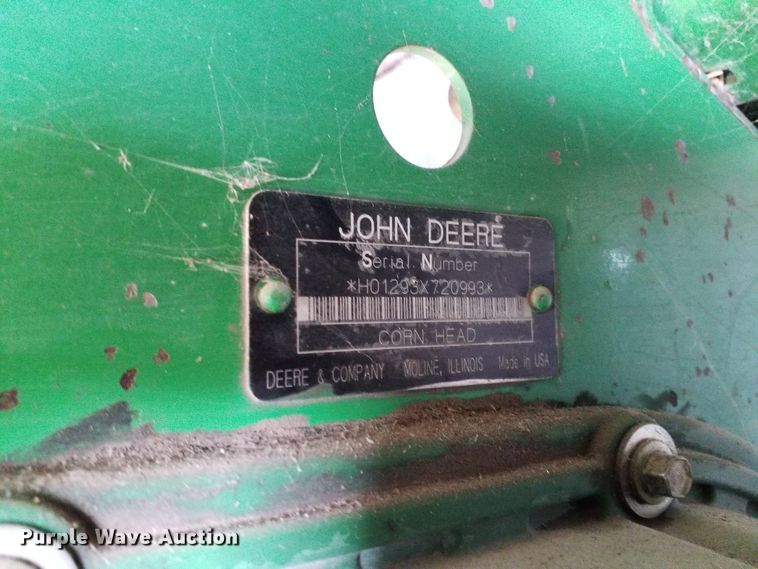 JOHN DEERE
Serial Number
*H01293X720993*
CORN HEAD
DEERE & COMPANY MOLINE, ILLINOIS Made in USA
Purple Wave Auction